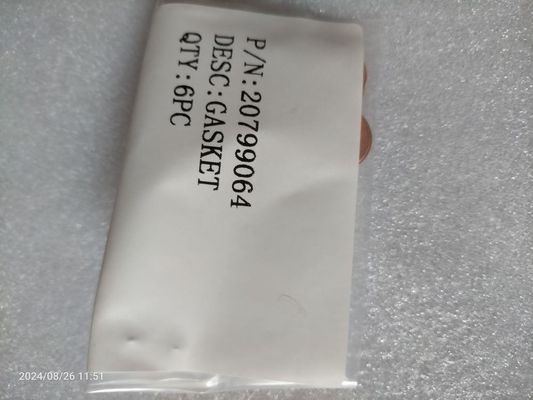 P/N:20799064
DESC:GASKET
QTY:6PC
2024/08/26 11:51